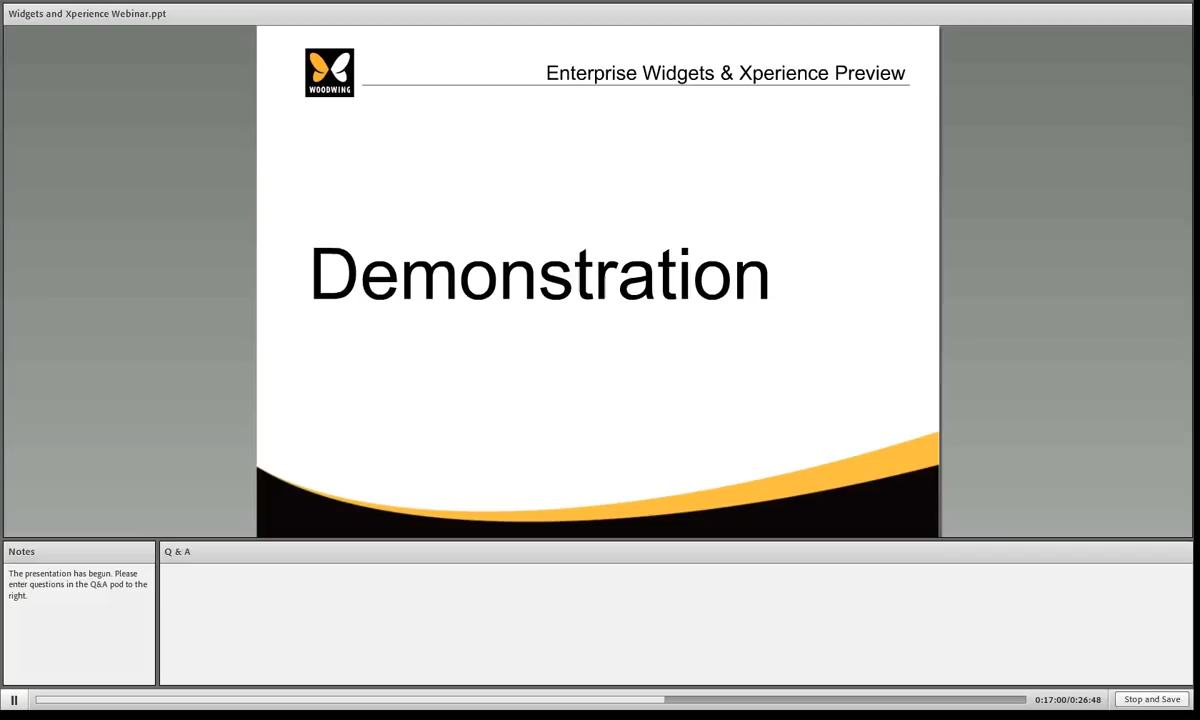 Widgets and Xperience Webinar.ppt
WOODWING
Enterprise Widgets & Xperience Preview
Demonstration
Notes
The presentation has begun. Please
enter questions in the Q&A pod to the
right.
Q & A
0:17:00/0:26:48
Stop and Save